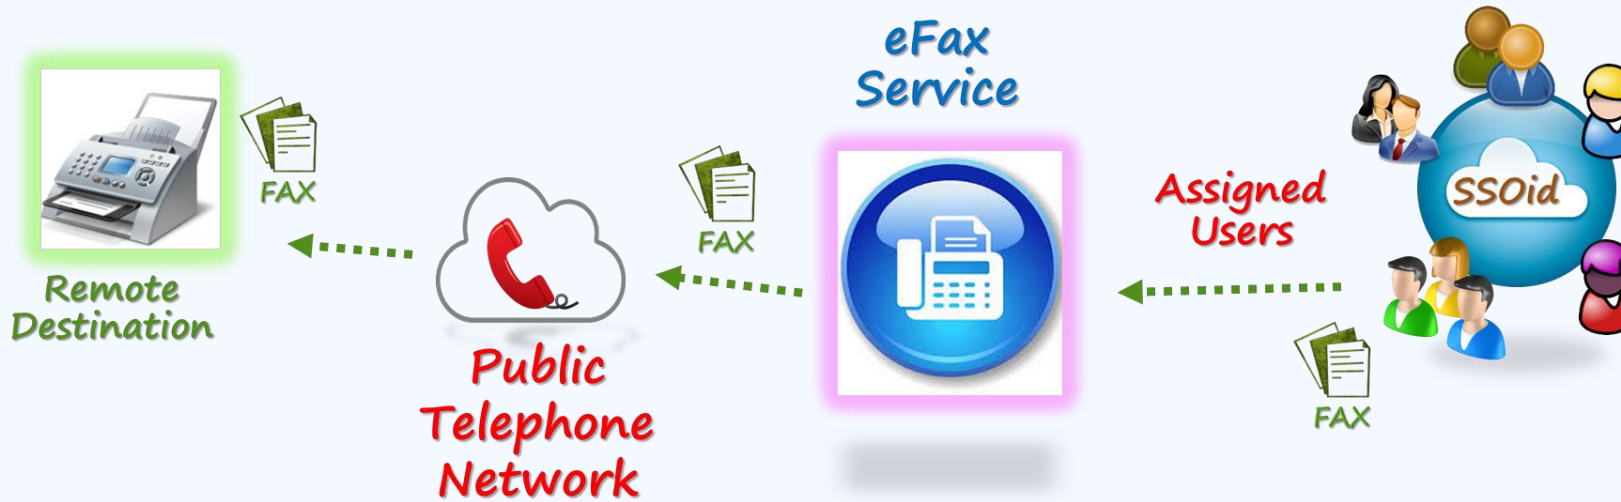 eFax
Service
FAX
Remote
Destination
FAX
Public
Telephone
Network
Assigned
Users
SSOid
FAX